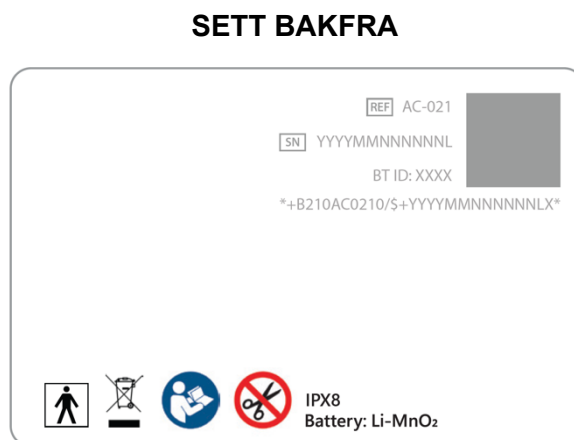 SETT BAKFRA
REF AC-021
SN YYYYMMNNNNNNL
BT ID: XXXX
*+B210AC0210/$+YYYYMMNNNNNNLX*
IPX8
Battery: Li-MnO₂